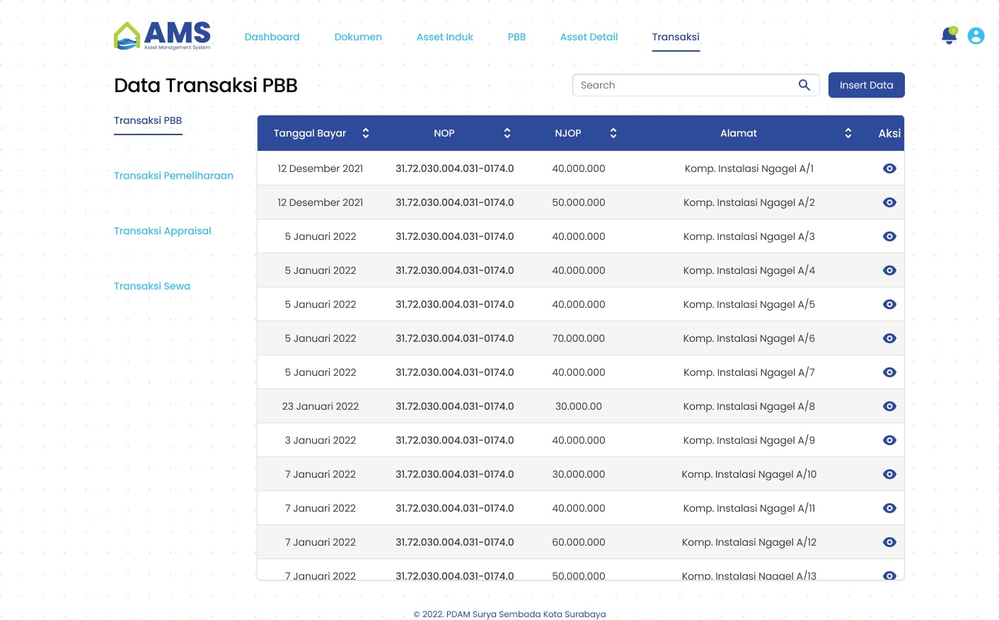 AMS
Asset Management System
Dashboard Dokumen Asset Induk PBB Asset Detail Transaksi
2
Data Transaksi PBB
Search
Insert Data
Transaksi PBB
Transaksi Pemeliharaan
Transaksi Appraisal
Transaksi Sewa
Tanggal Bayar NOP NJOP Alamat Aksi
12 Desember 2021 31.72.030.004.031-0174.0 40.000.000 Komp. Instalasi Ngagel A/1
12 Desember 2021 31.72.030.004.031-0174.0 50.000.000 Komp. Instalasi Ngagel A/2
5 Januari 2022 31.72.030.004.031-0174.0 40.000.000 Komp. Instalasi Ngagel A/3
5 Januari 2022 31.72.030.004.031-0174.0 40.000.000 Komp. Instalasi Ngagel A/4
5 Januari 2022 31.72.030.004.031-0174.0 40.000.000 Komp. Instalasi Ngagel A/5
5 Januari 2022 31.72.030.004.031-0174.0 70.000.000 Komp. Instalasi Ngagel A/6
5 Januari 2022 31.72.030.004.031-0174.0 40.000.000 Komp. Instalasi Ngagel A/7
23 Januari 2022 31.72.030.004.031-0174.0 30.000.00 Komp. Instalasi Ngagel A/8
3 Januari 2022 31.72.030.004.031-0174.0 40.000.000 Komp. Instalasi Ngagel A/9
7 Januari 2022 31.72.030.004.031-0174.0 30.000.000 Komp. Instalasi Ngagel A/10
7 Januari 2022 31.72.030.004.031-0174.0 40.000.000 Komp. Instalasi Ngagel A/11
7 Januari 2022 31.72.030.004.031-0174.0 60.000.000 Komp. Instalasi Ngagel A/12
7 Januari 2022 31.72.030.004.031-0174.0 50.000.000 Komp. Instalasi Ngagel A/13
© 2022. PDAM Surya Sembada Kota Surabaya